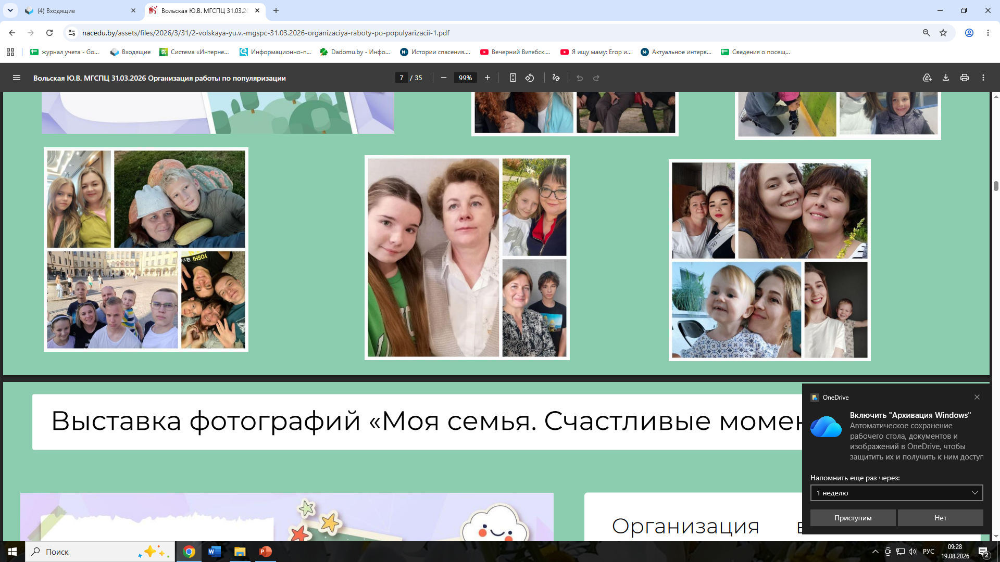 (4) Входящие
Вольская Ю.В. МГСПЦ 31.03.20
nacedu.by/assets/files/2026/3/31/2-volskaya-yu.v.-mgspc-31.03.2026-organizaciya-raboty-po-populyarizacii-1.pdf
журнал учета - Go...
Входящие
Система «Интерне...
Информационно-п...
Dadomu.by - Инфо...
Истории спасения....
Вечерний Витебск....
Я ищу маму: Егор и...
Актуальное интерв...
Сведения о посещ...
Вольская Ю.В. МГСПЦ 31.03.2026 Организация работы по популяризации
7 / 35
99%
YOSHI
Выставка фотографий «Моя семья. Счастливые момен
Организация
OneDrive
Включить "Архивация Windows"
Автоматическое сохранение
рабочего стола, документов и
изображений в OneDrive, чтобы
защитить их и получить к ним доступ
Напомнить еще раз через:
1 неделю
Приступим
Нет
Поиск
РУС
09:28
19.08.2026
2